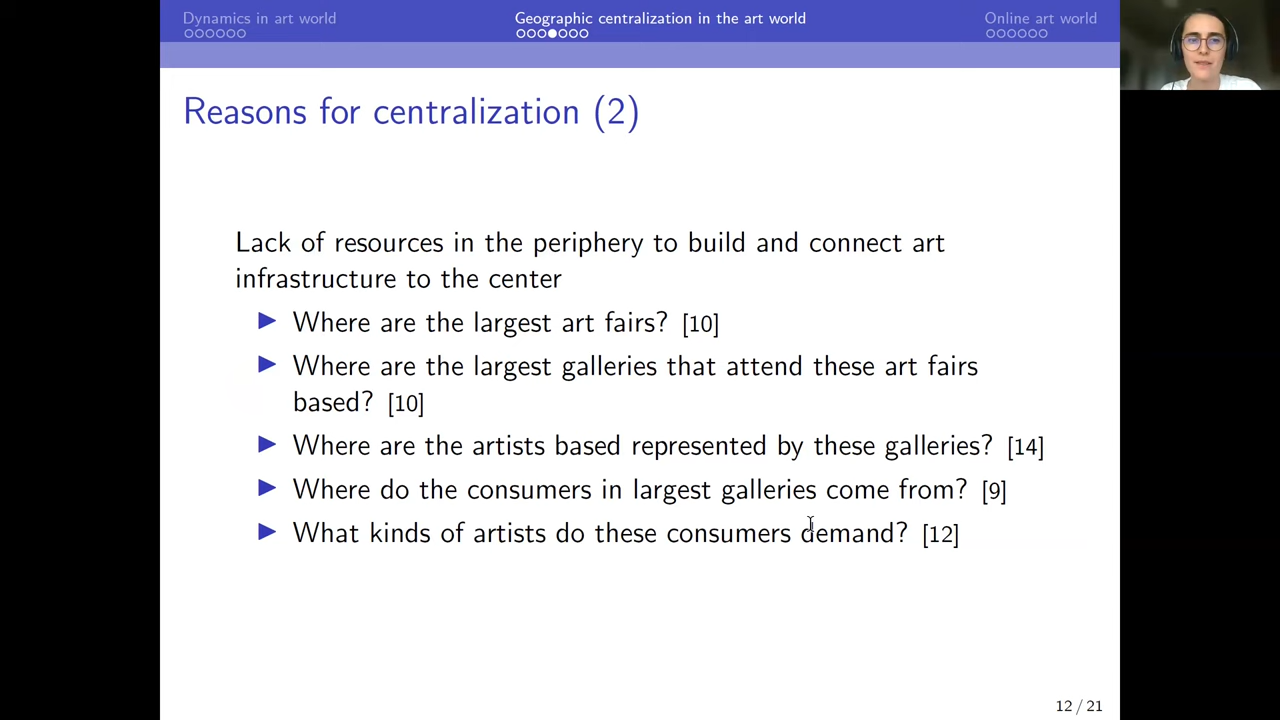 Dynamics in art world
Geographic centralization in the art world
Online art world
Reasons for centralization (2)
Lack of resources in the periphery to build and connect art
infrastructure to the center
Where are the largest art fairs? [10]
Where are the largest galleries that attend these art fairs
based? [10]
Where are the artists based represented by these galleries? [14]
Where do the consumers in largest galleries come from? [9]
What kinds of artists do these consumers demand? [12]
12 / 21